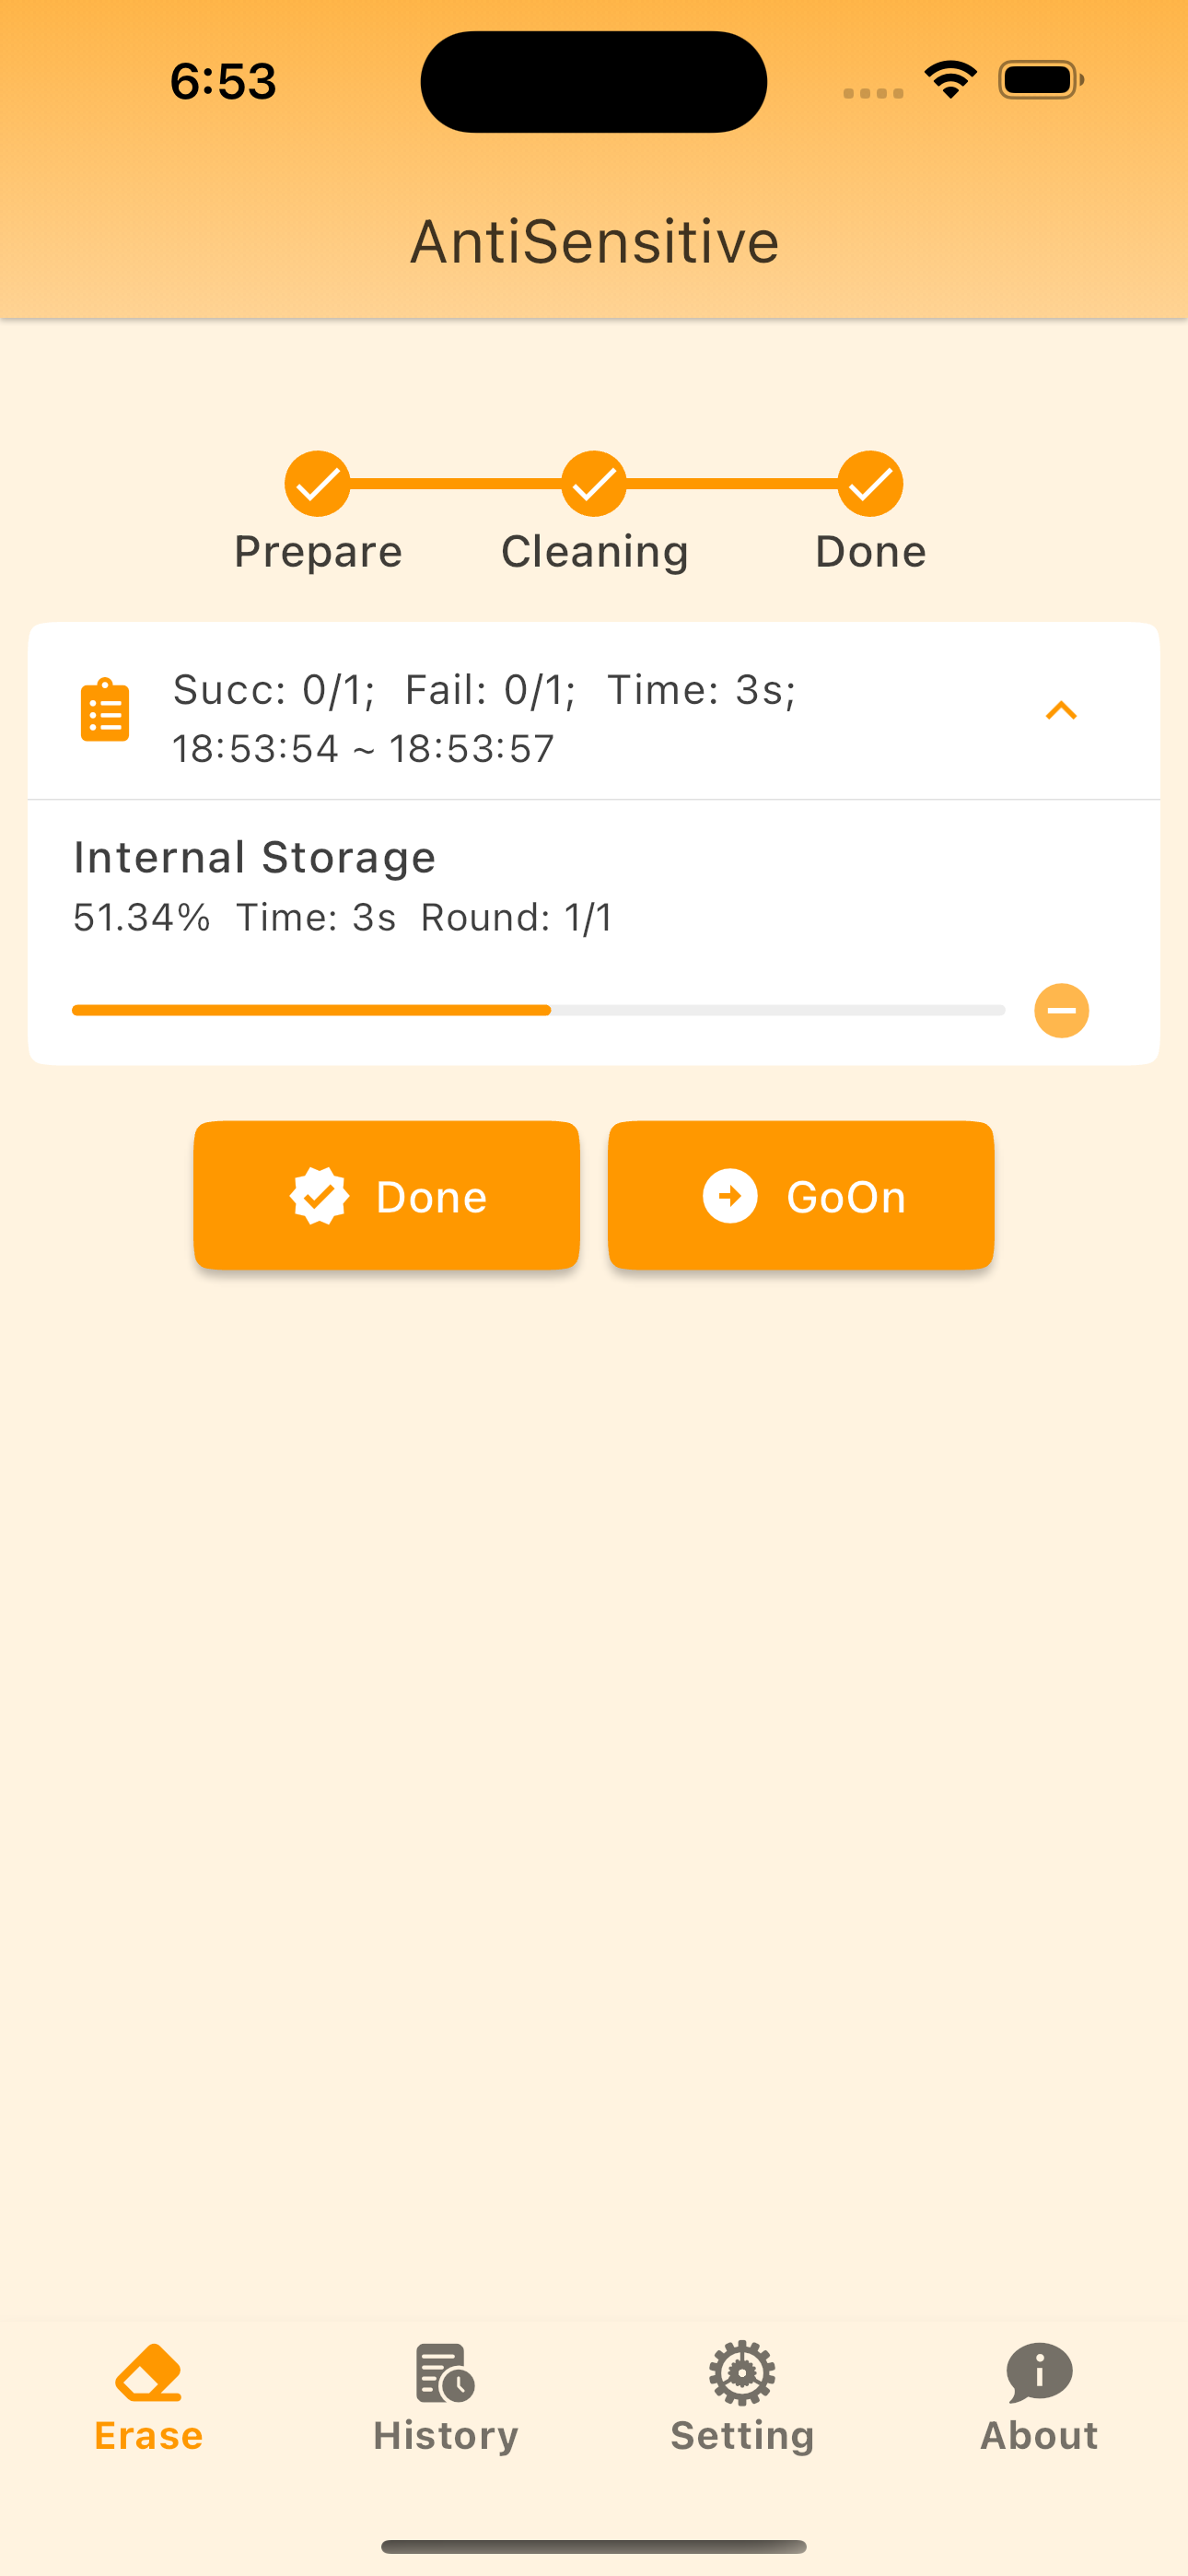 6:53
AntiSensitive
Prepare Cleaning Done
Succ: 0/1; Fail: 0/1; Time: 3s;
18:53:54 ~ 18:53:57
Internal Storage
51.34% Time: 3s Round: 1/1
Done GoOn
Erase History Setting About